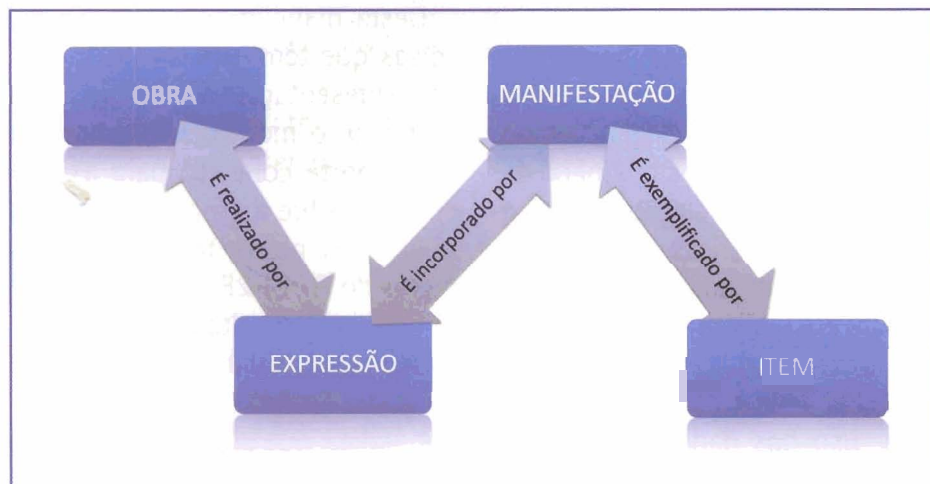 OBRA
MANIFESTAÇÃO
É realizado por
É incorporado por
É exemplificado por
EXPRESSÃO
ITEM